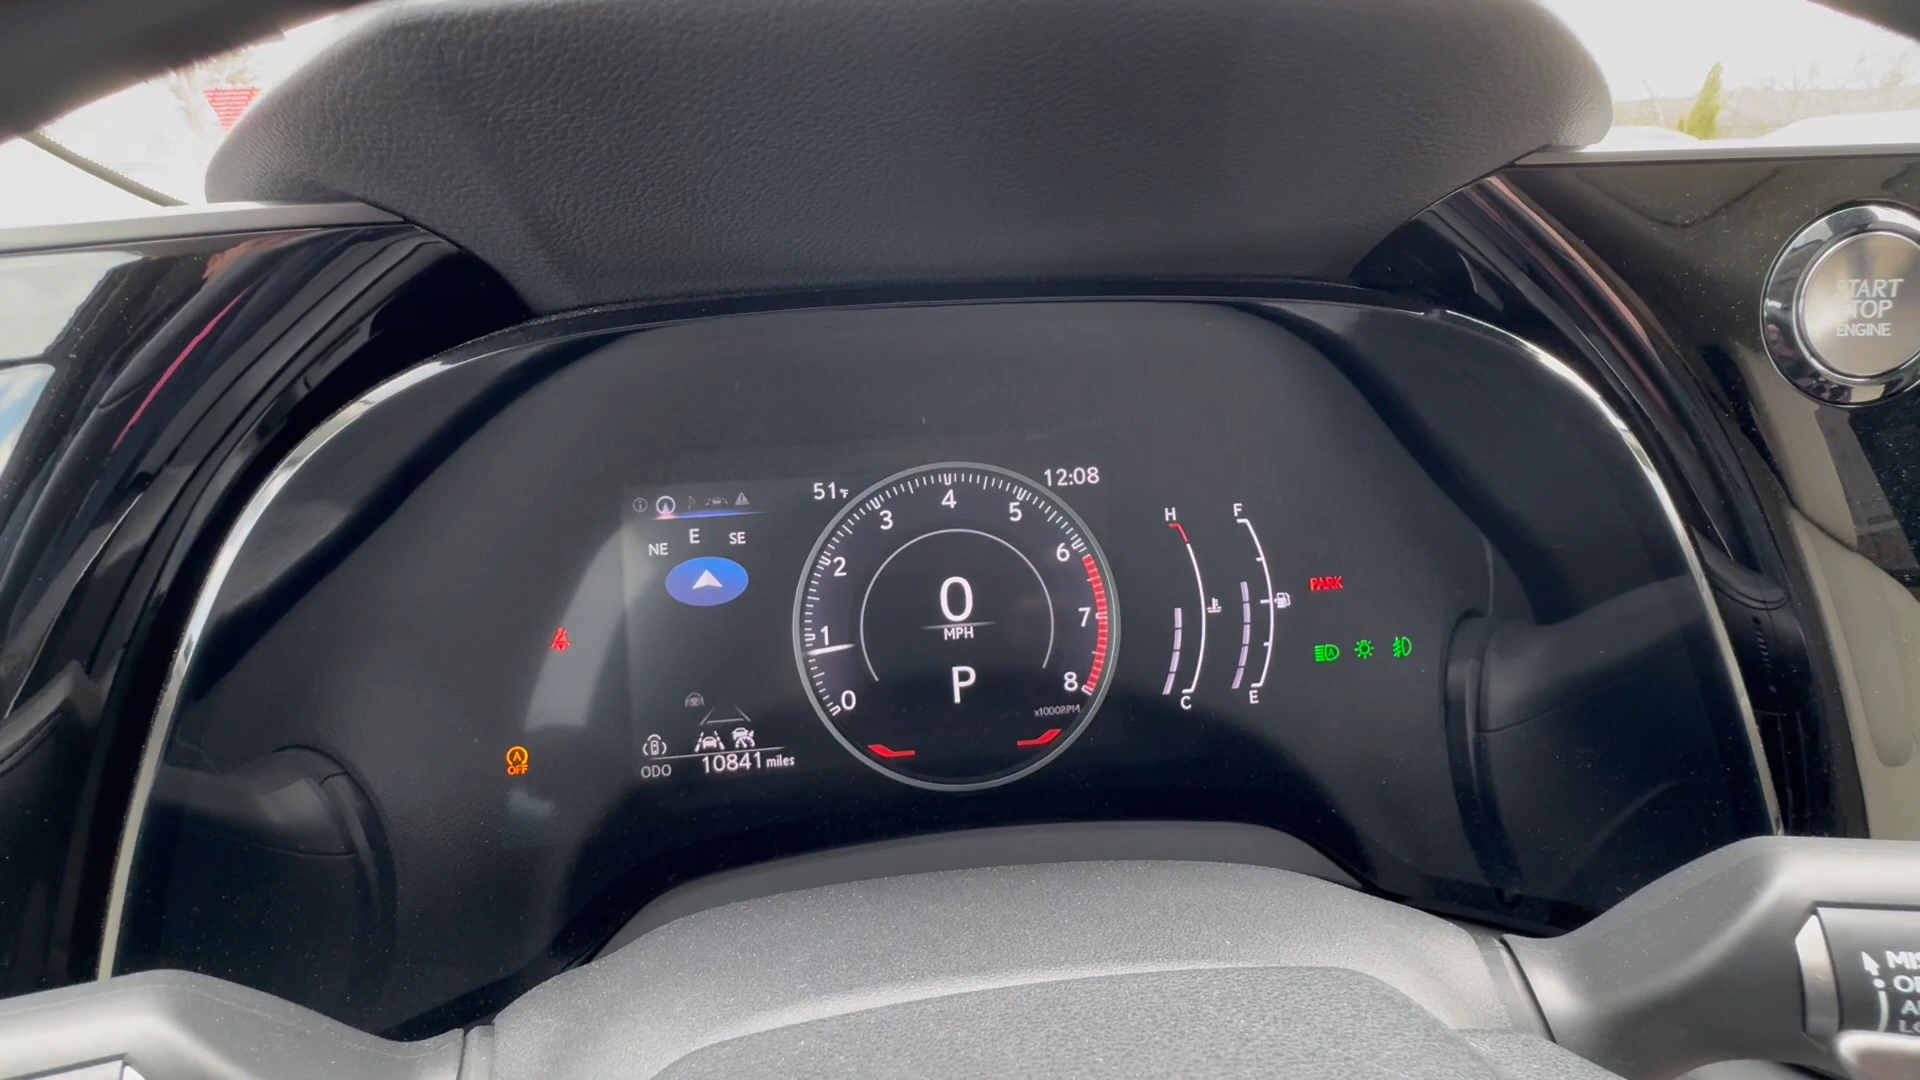 START
STOP
ENGINE
51°F
12:08
NE E SE
0 1 2 3 4 5 6 7 8
0
MPH
P
x1000RPM
H
C
F
E
PARK
A
OFF
ODO 10841 miles